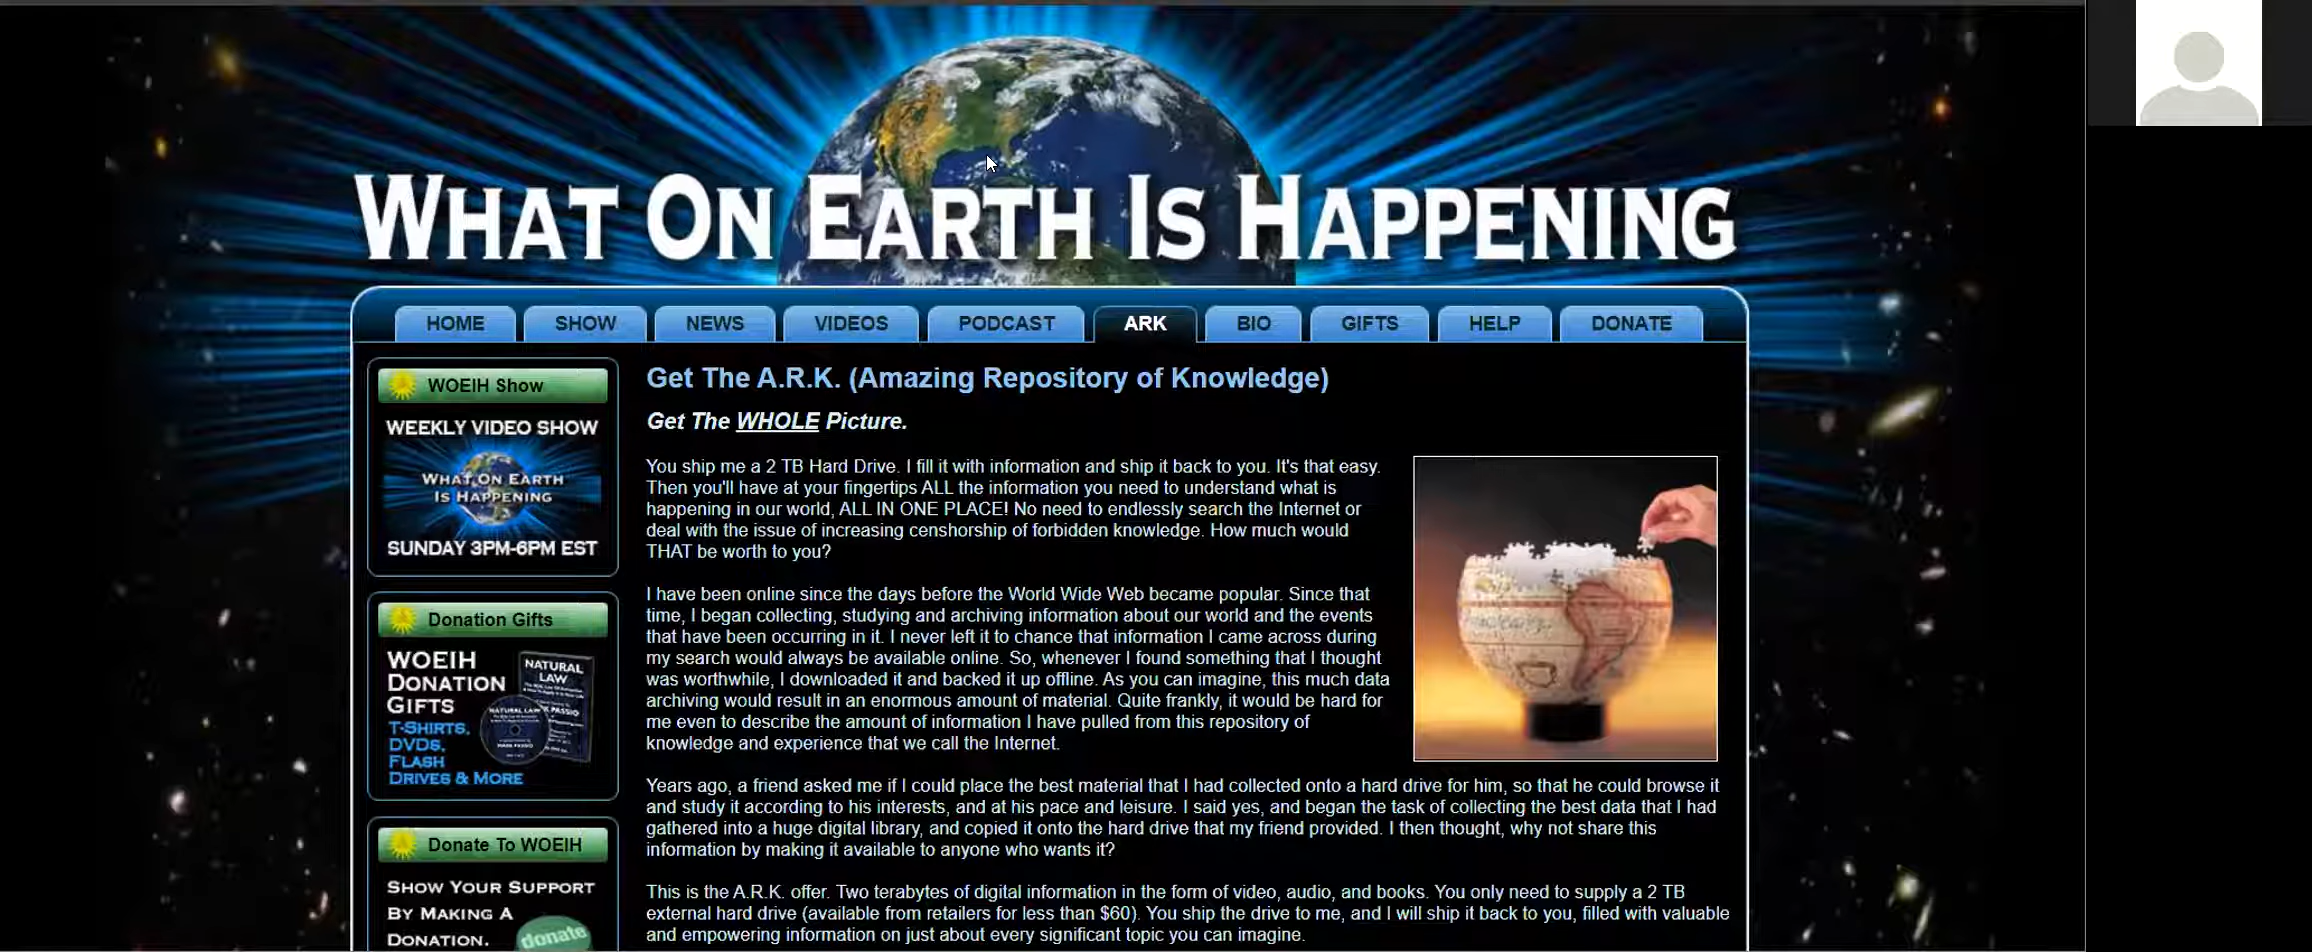 WHAT ON EARTH IS HAPPENING
HOME SHOW NEWS VIDEOS PODCAST ARK BIO GIFTS HELP DONATE
WOEIH Show
WEEKLY VIDEO SHOW
WHAT ON EARTH
IS HAPPENING
SUNDAY 3PM-6PM EST
Donation Gifts
WOEIH
DONATION
GIFTS
T-SHIRTS,
DVDS,
FLASH
DRIVES & MORE
NATURAL
LAW
Donate To WOEIH
SHOW YOUR SUPPORT
BY MAKING A
DONATION.
donate
Get The A.R.K. (Amazing Repository of Knowledge)
Get The WHOLE Picture.
You ship me a 2 TB Hard Drive. I fill it with information and ship it back to you. It's that easy.
Then you'll have at your fingertips ALL the information you need to understand what is
happening in our world, ALL IN ONE PLACE! No need to endlessly search the Internet or
deal with the issue of increasing censhorship of forbidden knowledge. How much would
THAT be worth to you?
I have been online since the days before the World Wide Web became popular. Since that
time, I began collecting, studying and archiving information about our world and the events
that have been occurring in it. I never left it to chance that information I came across during
my search would always be available online. So, whenever I found something that I thought
was worthwhile, I downloaded it and backed it up offline. As you can imagine, this much data
archiving would result in an enormous amount of material. Quite frankly, it would be hard for
me even to describe the amount of information I have pulled from this repository of
knowledge and experience that we call the Internet.
Years ago, a friend asked me if I could place the best material that I had collected onto a hard drive for him, so that he could browse it
and study it according to his interests, and at his pace and leisure. I said yes, and began the task of collecting the best data that I had
gathered into a huge digital library, and copied it onto the hard drive that my friend provided. I then thought, why not share this
information by making it available to anyone who wants it?
This is the A.R.K. offer. Two terabytes of digital information in the form of video, audio, and books. You only need to supply a 2 TB
external hard drive (available from retailers for less than $60). You ship the drive to me, and I will ship it back to you, filled with valuable
and empowering information on just about every significant topic you can imagine.